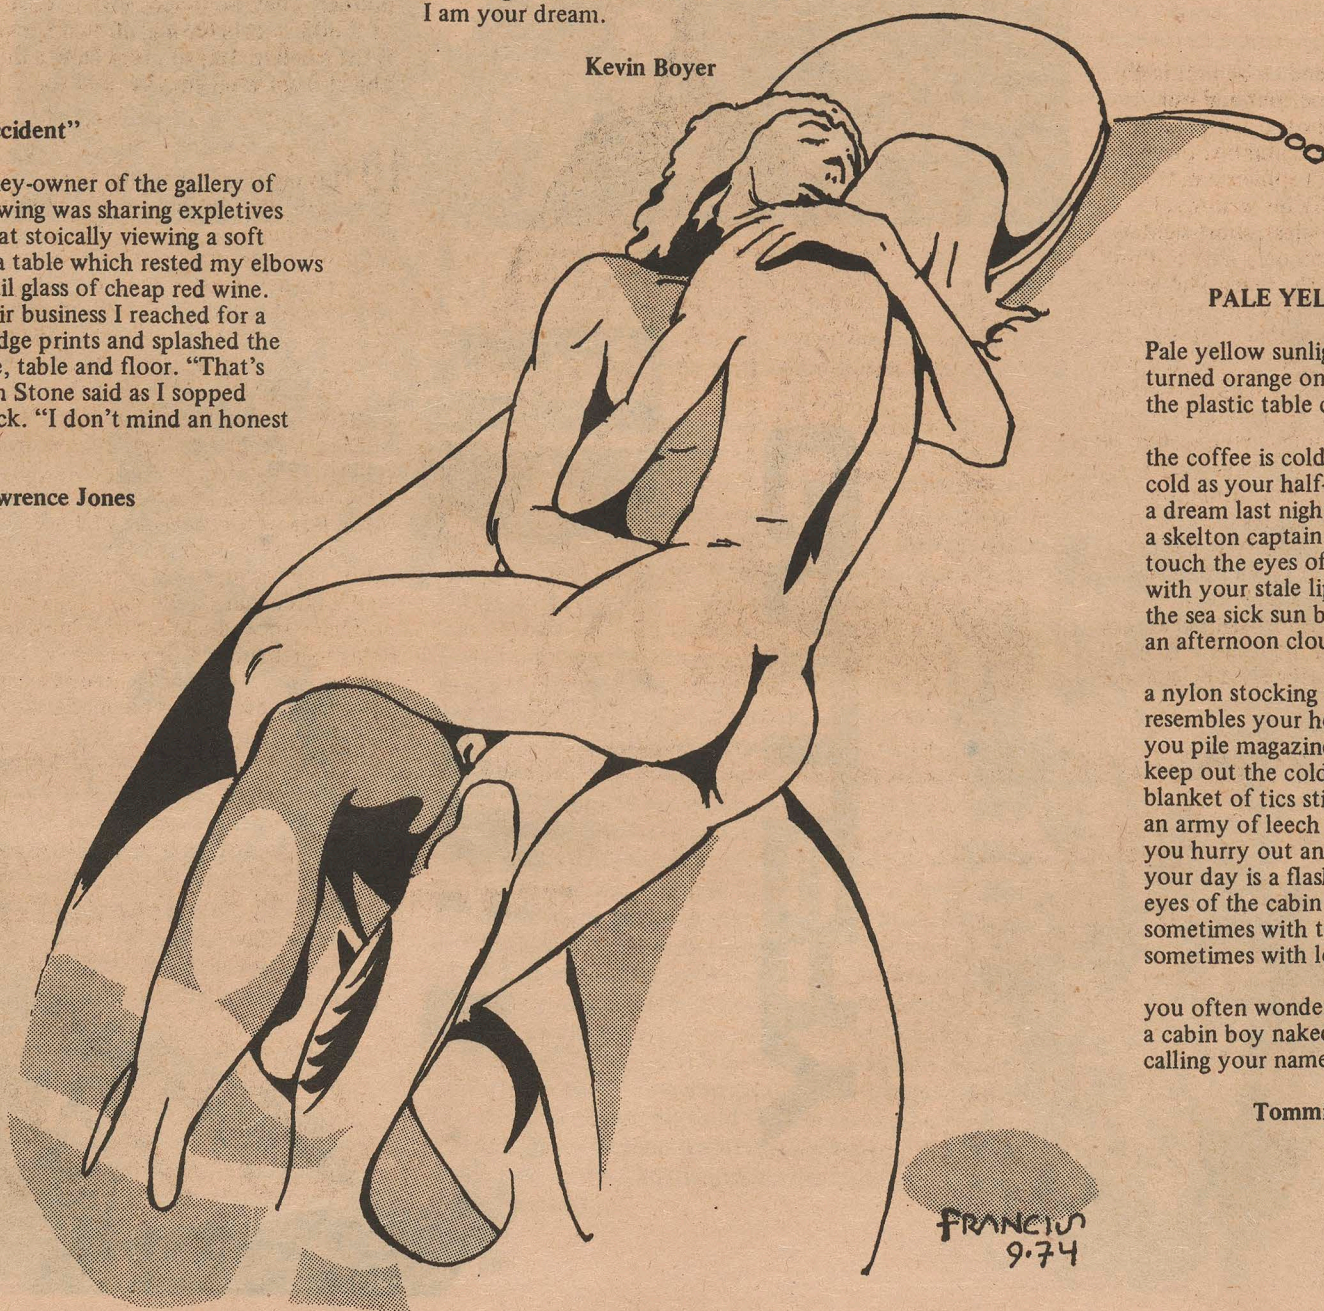 I am your dream.
Kevin Boyer
cident”
ey-owner of the gallery of
wing was sharing expletives
at stoically viewing a soft
a table which rested my elbows
il glass of cheap red wine.
ir business I reached for a
dge prints and splashed the
e, table and floor. “That’s
n Stone said as I sopped
ck. “I don’t mind an honest
wrence Jones
PALE YEL
Pale yellow sunlig
turned orange on
the plastic table c
the coffee is cold
cold as your half-
a dream last nigh
a skelton captain
touch the eyes of
with your stale li
the sea sick sun b
an afternoon clou
a nylon stocking
resembles your h
you pile magazin
keep out the cold
blanket of tics sti
an army of leech
you hurry out an
your day is a flas
eyes of the cabin
sometimes with t
sometimes with l
you often wonde
a cabin boy nake
calling your name
Tomm
FRANCIS
9·74